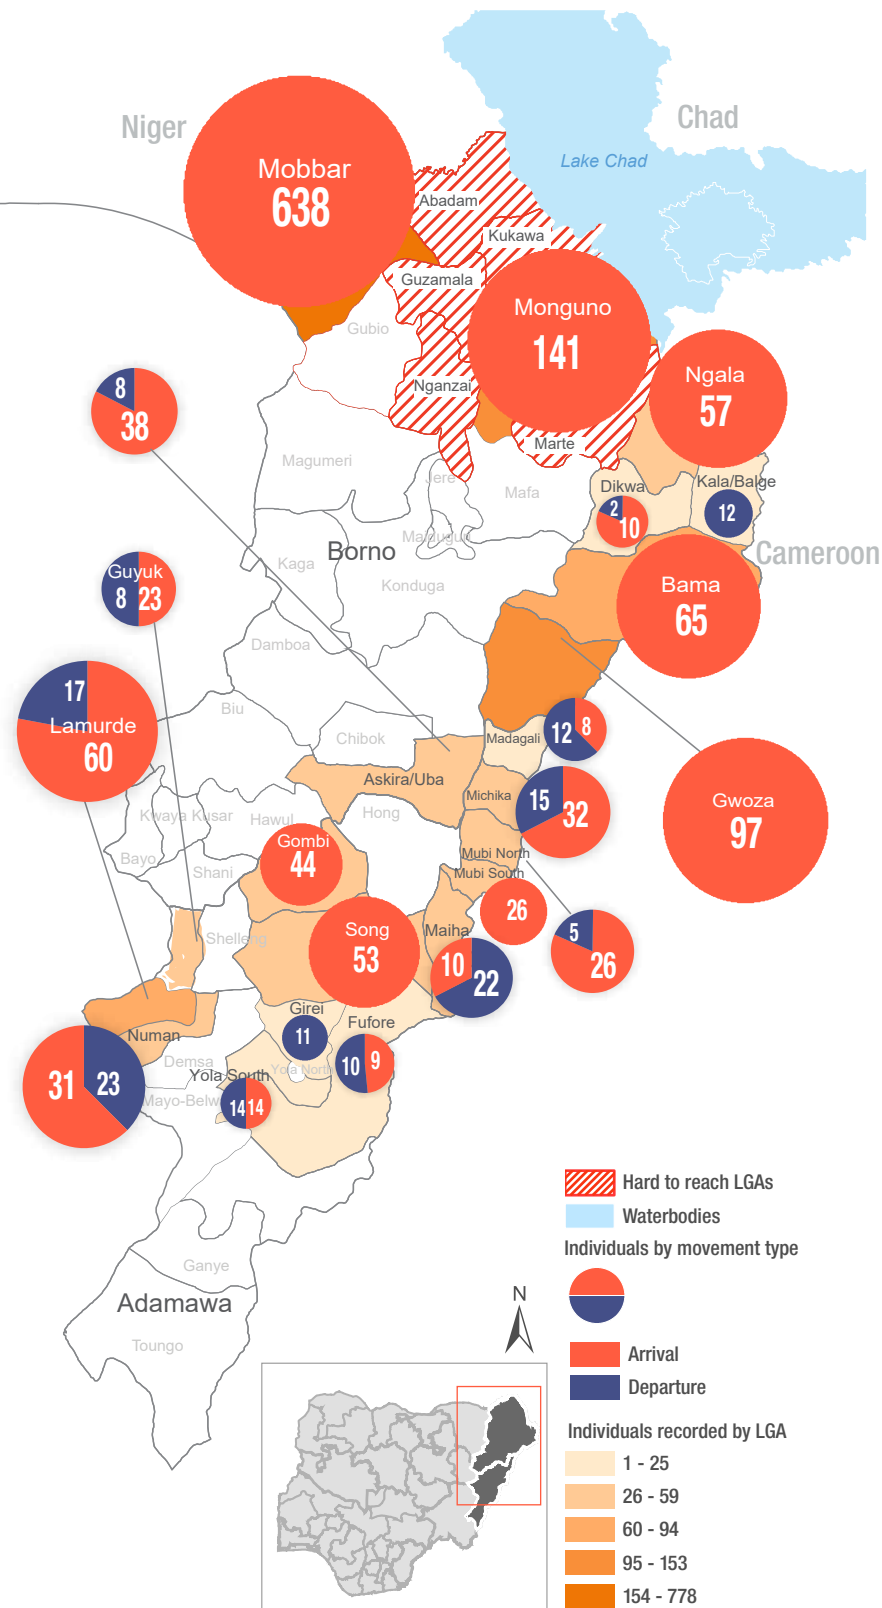 Niger
Chad
Mobbar
638
Lake Chad
Abadam
Kukawa
Guzamala
Monguno
141
Gubio
Nganzai
Ngala
57
8
38
Marte
Magumeri
Jere
Mafa
Dikwa
2
10
Kala/Balge
12
Maiduguri
Borno
Kaga
Konduga
Cameroon
Guyuk
8
23
Bama
65
Damboa
17
Lamurde
60
Biu
Chibok
Madagali
12
8
Askira/Uba
Michika
15
32
Gwoza
97
Kwaya Kusar
Hawul
Hong
Gombi
44
Bayo
Shani
Mubi North
Mubi South
26
Shelleng
Song
53
Maiha
10
22
5
26
Girei
11
Fufore
10
9
Numan
31
23
Demsa
Yola South
Yola North
14
14
Mayo-Belw
Ganye
Adamawa
Toungo
N
Hard to reach LGAs
Waterbodies
Individuals by movement type
Arrival
Departure
Individuals recorded by LGA
1 - 25
26 - 59
60 - 94
95 - 153
154 - 778